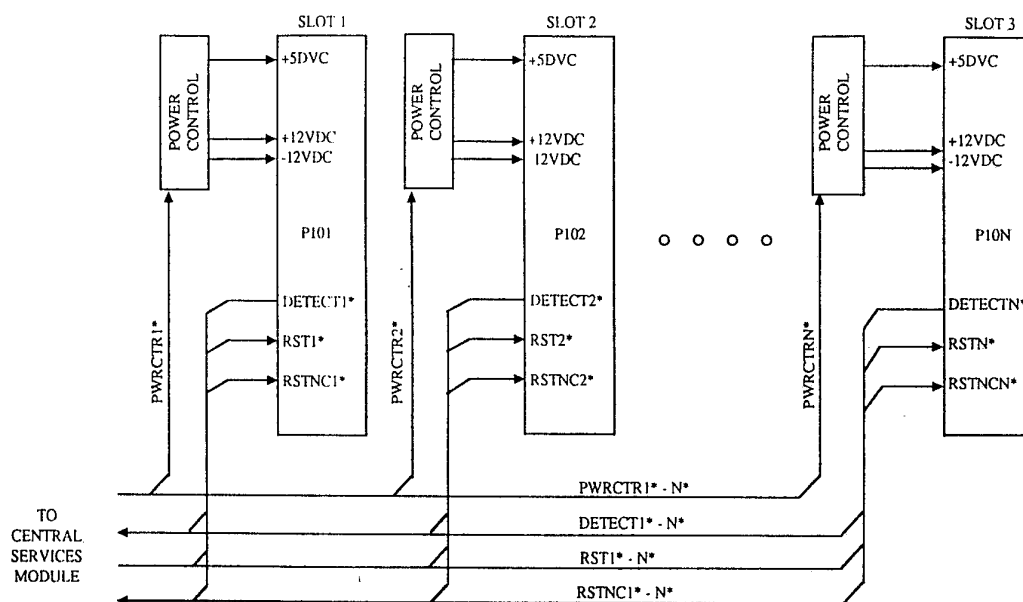 SLOT 1
SLOT 2
SLOT 3
POWER CONTROL
+5DVC
+12VDC
-12VDC
P101
DETECT1*
RST1*
RSTNC1*
PWRCTR1*
POWER CONTROL
+5DVC
+12VDC
12VDC
P102
DETECT2*
RST2*
RSTNC2*
PWRCTR2*
POWER CONTROL
+5DVC
+12VDC
-12VDC
P10N
DETECTN*
RSTN*
RSTNCN*
PWRCTRN*
PWRCTR1* - N*
DETECT1* - N*
RST1* - N*
RSTNC1* - N*
TO
CENTRAL
SERVICES
MODULE